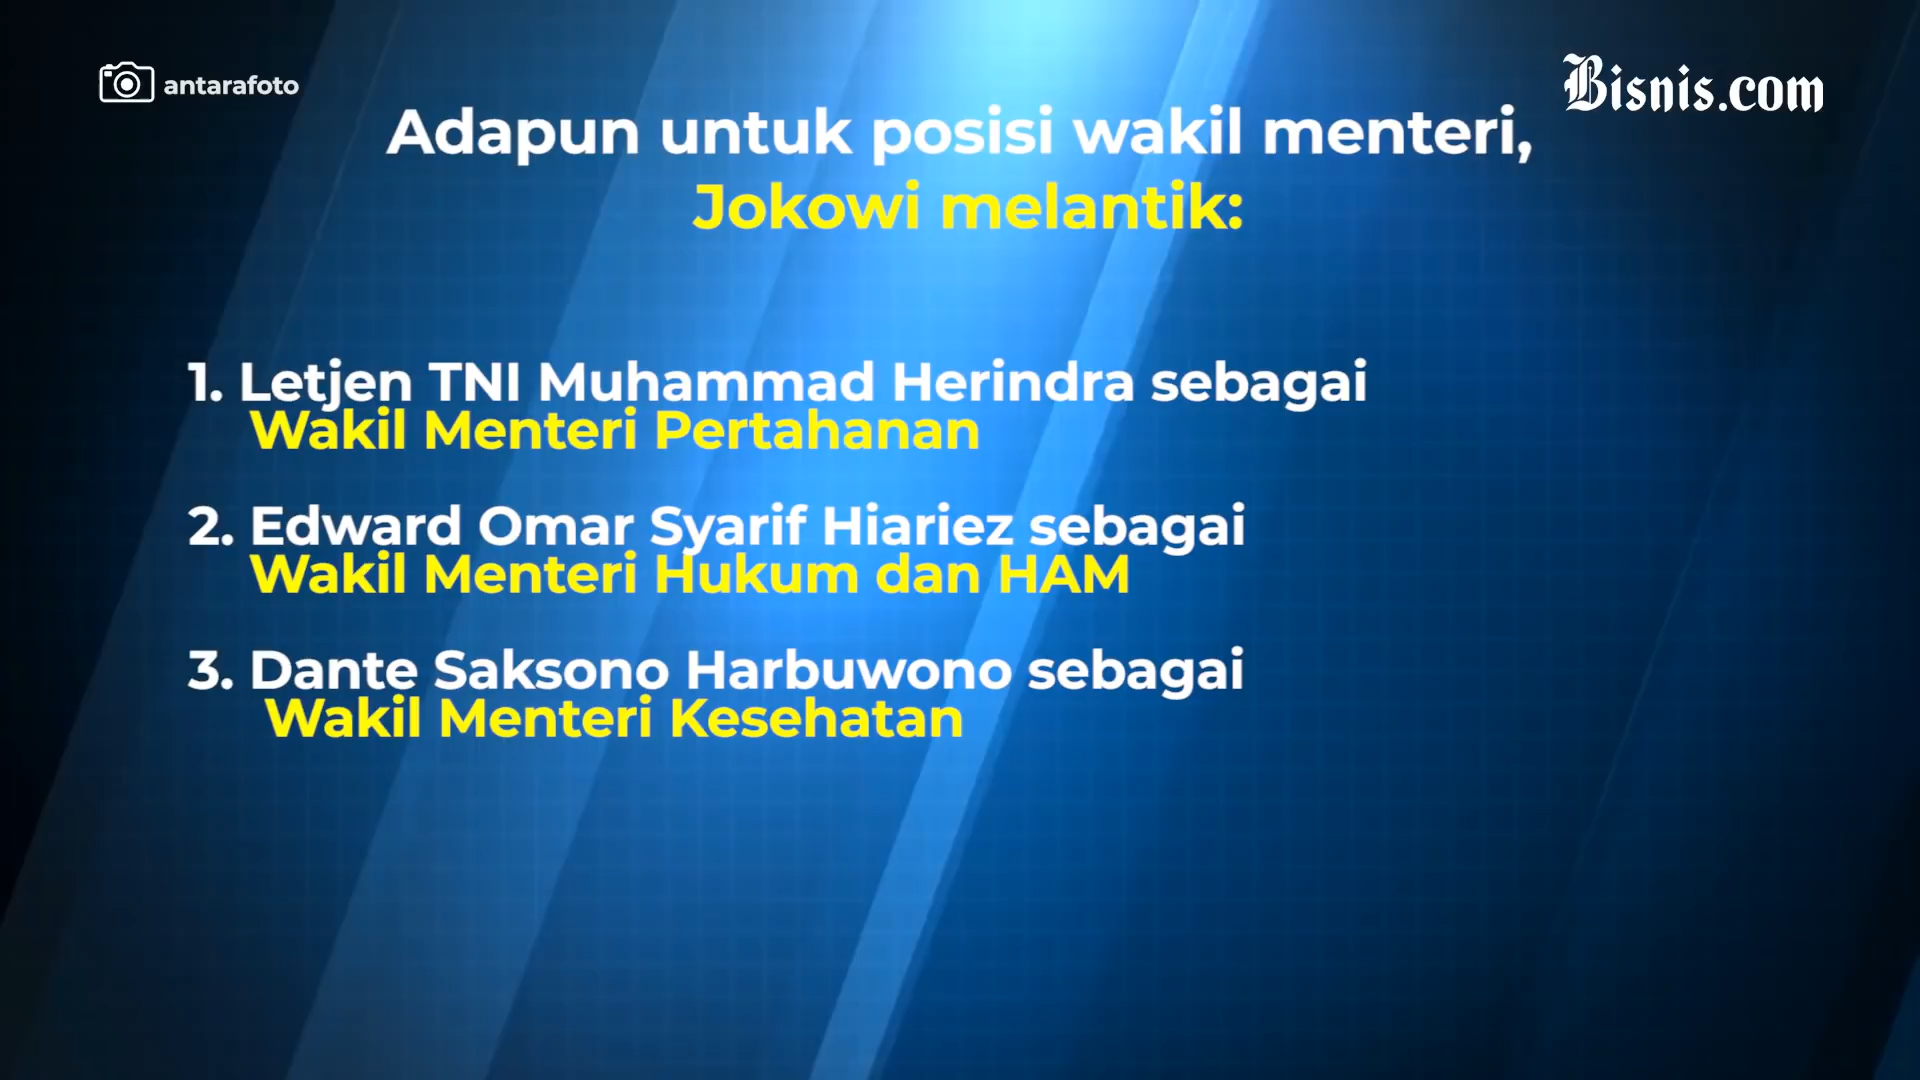 antarafoto
Bisnis.com
Adapun untuk posisi wakil menteri,
Jokowi melantik:
1. Letjen TNI Muhammad Herindra sebagai
Wakil Menteri Pertahanan
2. Edward Omar Syarif Hiariez sebagai
Wakil Menteri Hukum dan HAM
3. Dante Saksono Harbuwono sebagai
Wakil Menteri Kesehatan